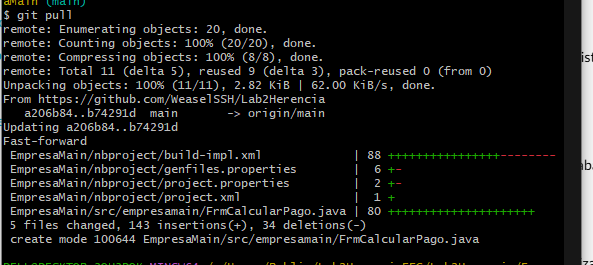 aMain (main)
$ git pull
remote: Enumerating objects: 20, done.
remote: Counting objects: 100% (20/20), done.
remote: Compressing objects: 100% (8/8), done.
remote: Total 11 (delta 5), reused 9 (delta 3), pack-reused 0 (from 0)
Unpacking objects: 100% (11/11), 2.82 KiB | 62.00 KiB/s, done.
From https://github.com/WeaselSSH/Lab2Herencia
   a206b84..b74291d  main       -> origin/main
Updating a206b84..b74291d
Fast-forward
 EmpresaMain/nbproject/build-impl.xml               | 88 ++++++++++++++++--------
 EmpresaMain/nbproject/genfiles.properties          |  6 +-
 EmpresaMain/nbproject/project.properties           |  2 +-
 EmpresaMain/nbproject/project.xml                  |  1 +
 EmpresaMain/src/empresamain/FrmCalcularPago.java   | 80 +++++++++++++++++++++
 5 files changed, 143 insertions(+), 34 deletions(-)
 create mode 100644 EmpresaMain/src/empresamain/FrmCalcularPago.java